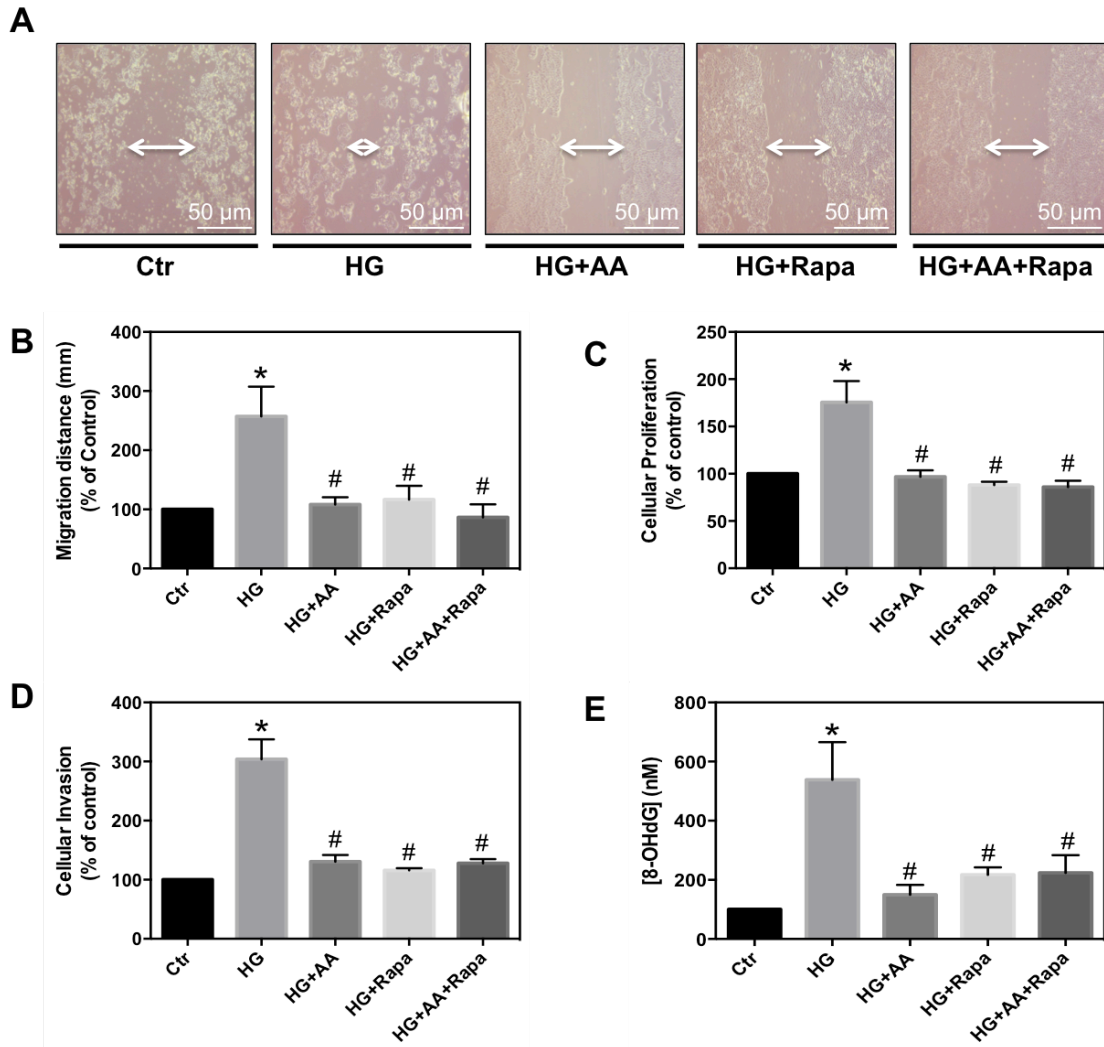 A
50 µm
50 µm
50 µm
50 µm
50 µm
Ctr
HG
HG+AA
HG+Rapa
HG+AA+Rapa
B
Migration distance (mm)
(% of Control)
400
300
200
100
0
*
#
#
#
Ctr
HG
HG+AA
HG+Rapa
HG+AA+Rapa
C
Cellular Proliferation
(% of control)
250
200
150
100
50
0
*
#
#
#
Ctr
HG
HG+AA
HG+Rapa
HG+AA+Rapa
D
Cellular Invasion
(% of control)
400
300
200
100
0
*
#
#
#
Ctr
HG
HG+AA
HG+Rapa
HG+AA+Rapa
E
[8-OHdG] (nM)
800
600
400
200
0
*
#
#
#
Ctr
HG
HG+AA
HG+Rapa
HG+AA+Rapa